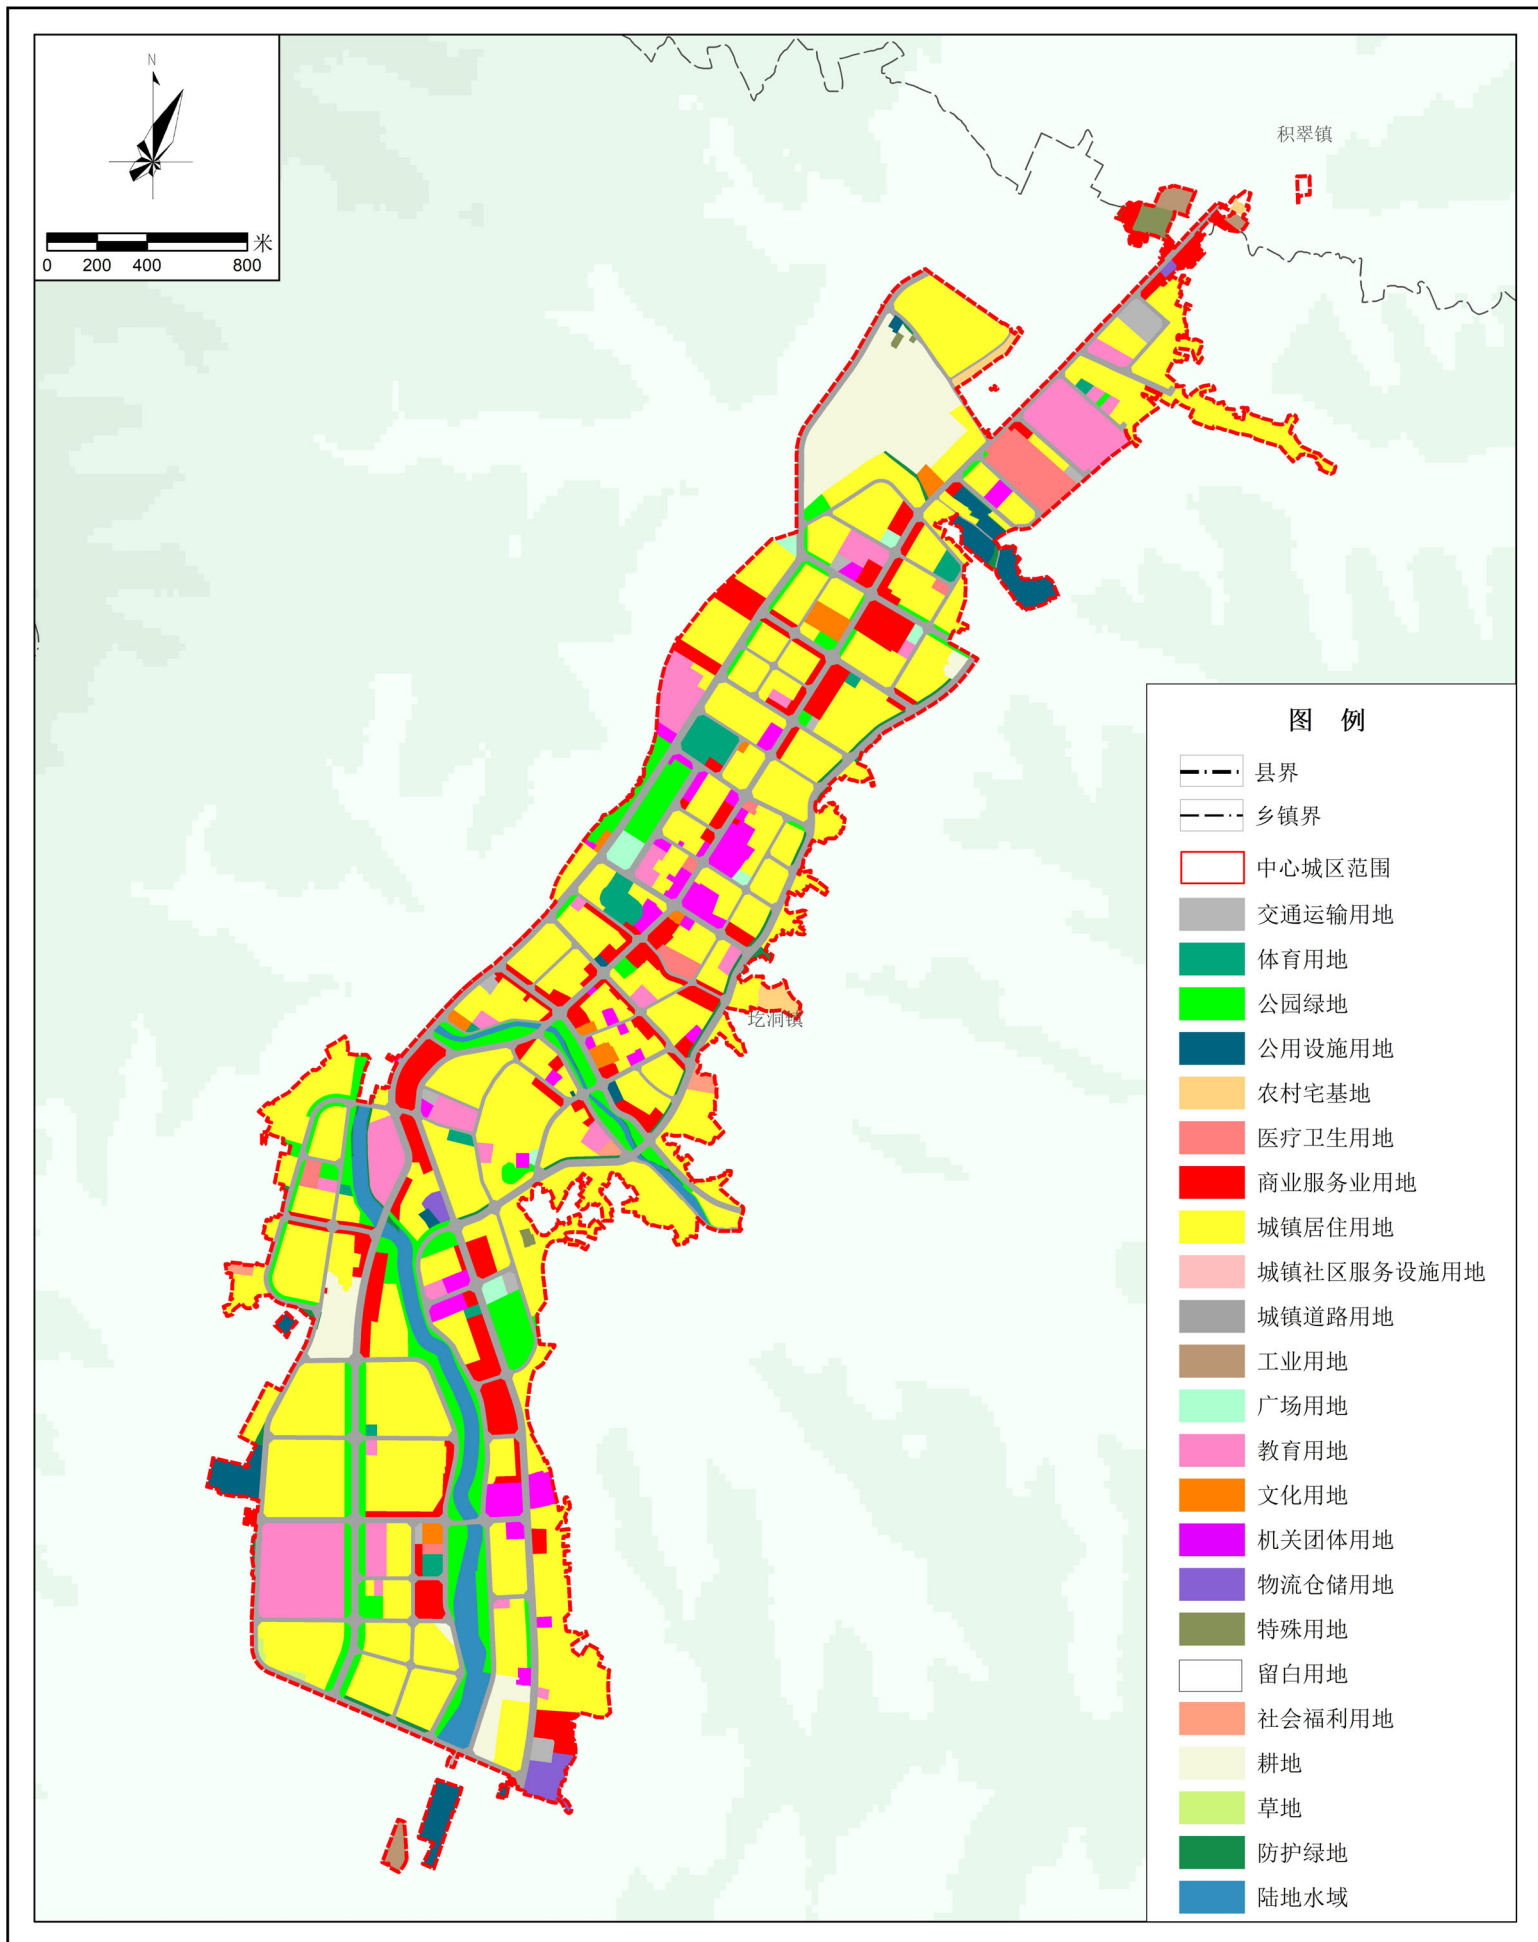 N
米
0 200 400 800
积翠镇
圪洞镇
图 例
县界
乡镇界
中心城区范围
交通运输用地
体育用地
公园绿地
公用设施用地
农村宅基地
医疗卫生用地
商业服务业用地
城镇居住用地
城镇社区服务设施用地
城镇道路用地
工业用地
广场用地
教育用地
文化用地
机关团体用地
物流仓储用地
特殊用地
留白用地
社会福利用地
耕地
草地
防护绿地
陆地水域